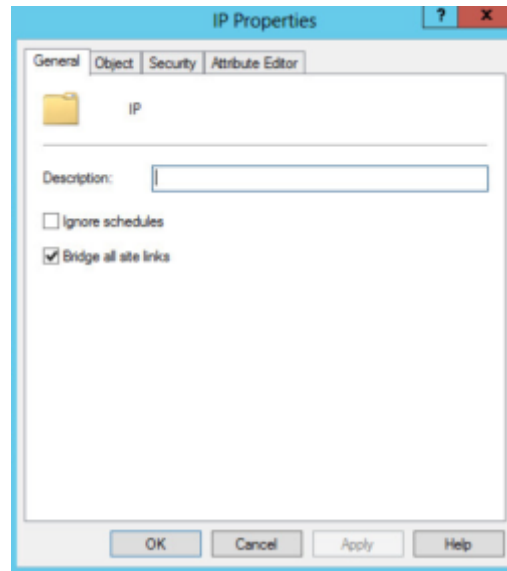 IP Properties
? x
General Object Security Attribute Editor
IP
Description:
Ignore schedules
Bridge all site links
OK Cancel Apply Help